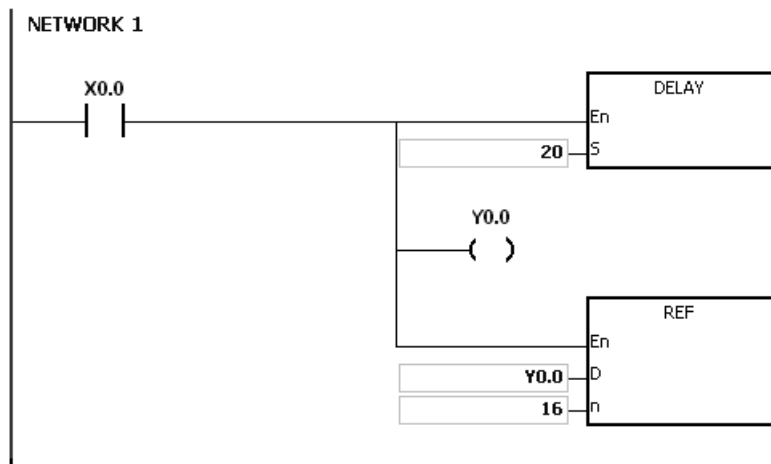 NETWORK 1
X0.0
DELAY
En
20 S
Y0.0
REF
En
Y0.0 D
16 n